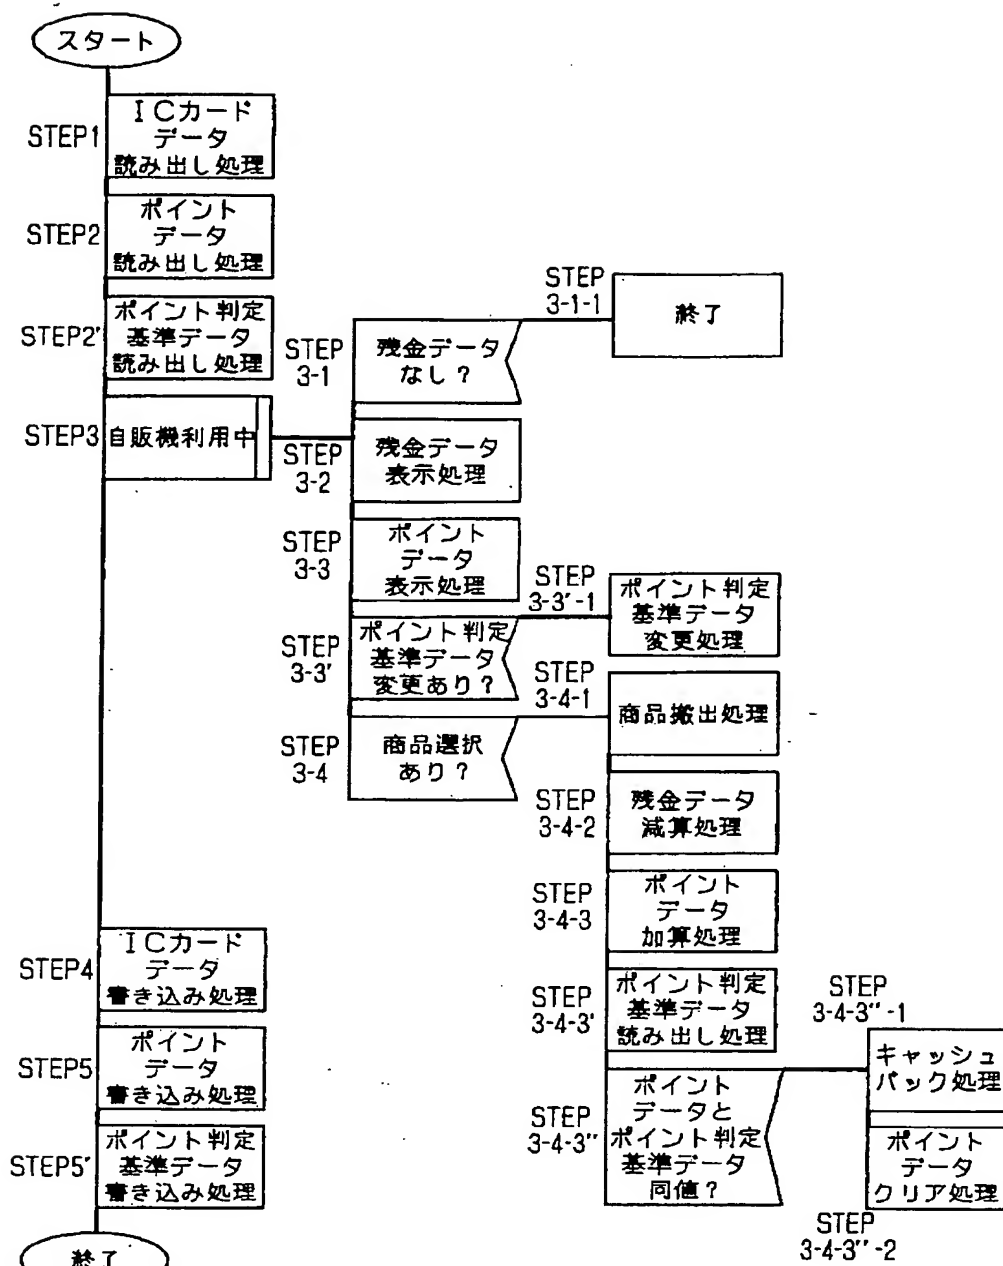 スタート
STEP1
ICカード
データ
読み出し処理
STEP2
ポイント
データ
読み出し処理
STEP2'
ポイント判定
基準データ
読み出し処理
STEP3
自販機利用中
STEP
3-1
残金データ
なし？
STEP
3-1-1
終了
STEP
3-2
残金データ
表示処理
STEP
3-3
ポイント
データ
表示処理
STEP
3-3'
ポイント判定
基準データ
変更あり？
STEP
3-3'-1
ポイント判定
基準データ
変更処理
STEP
3-4
商品選択
あり？
STEP
3-4-1
商品搬出処理
STEP
3-4-2
残金データ
減算処理
STEP
3-4-3
ポイント
データ
加算処理
STEP
3-4-3'
ポイント判定
基準データ
読み出し処理
STEP
3-4-3''
ポイント
データと
ポイント判定
基準データ
同値？
STEP
3-4-3''-1
キャッシュ
バック処理
ポイント
データ
クリア処理
STEP
3-4-3''-2
STEP4
ICカード
データ
書き込み処理
STEP5
ポイント
データ
書き込み処理
STEP5'
ポイント判定
基準データ
書き込み処理
終了